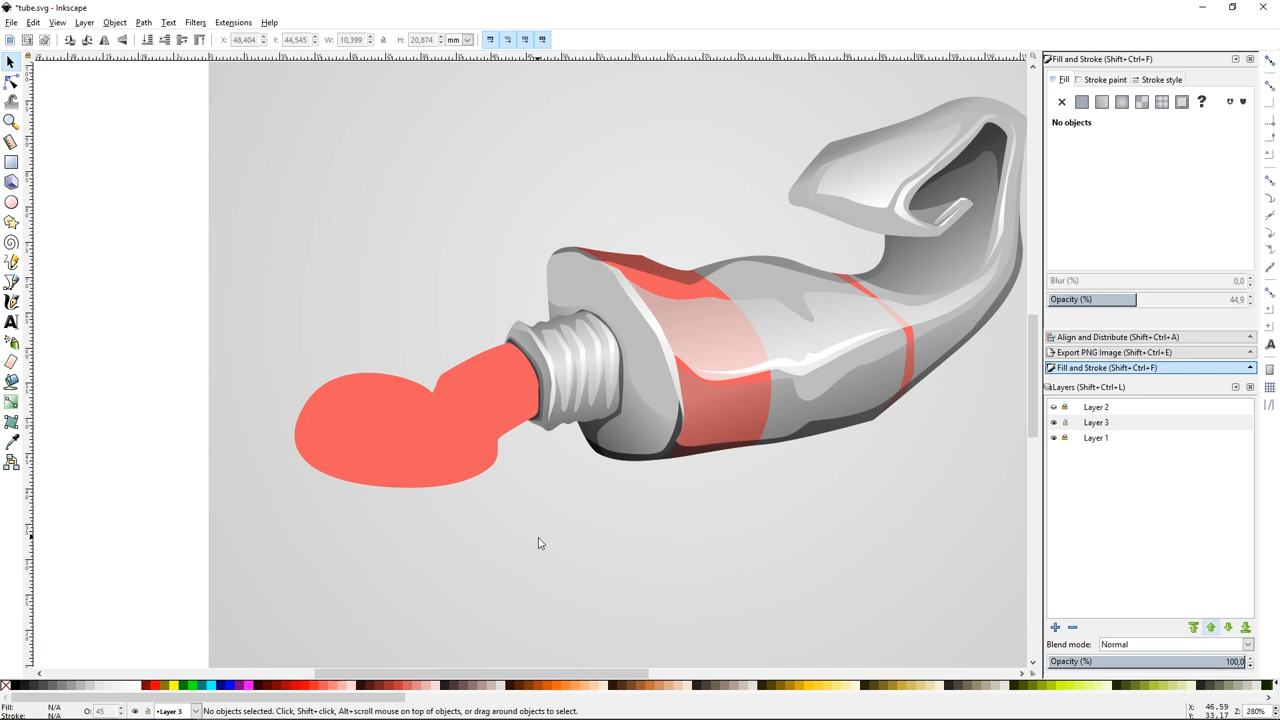 *tube.svg - Inkscape
File Edit View Layer Object Path Text Filters Extensions Help
X: 48,404 Y: 44,545 W: 10,399 H: 20,874 mm
Fill and Stroke (Shift+Ctrl+F)
Fill Stroke paint Stroke style
?
No objects
Blur (%) 0,0
Opacity (%) 44,9
Align and Distribute (Shift+Ctrl+A)
Export PNG Image (Shift+Ctrl+E)
Fill and Stroke (Shift+Ctrl+F)
Layers (Shift+Ctrl+L)
Layer 2
Layer 3
Layer 1
Blend mode: Normal
Opacity (%) 100,0
Fill: N/A
Stroke: N/A
O: 45
•Layer 3
No objects selected. Click, Shift+click, Alt+scroll mouse on top of objects, or drag around objects to select.
X: 46,59
Y: 33,17
Z: 280%